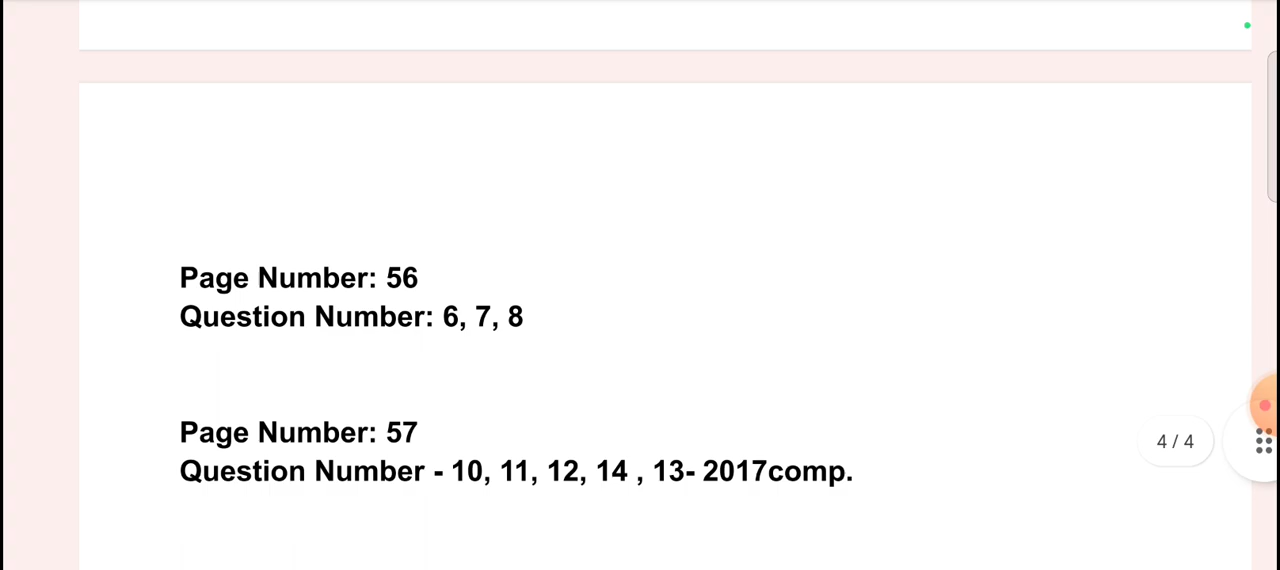 Page Number: 56
Question Number: 6, 7, 8
Page Number: 57
4 / 4
Question Number - 10, 11, 12, 14 , 13- 2017comp.